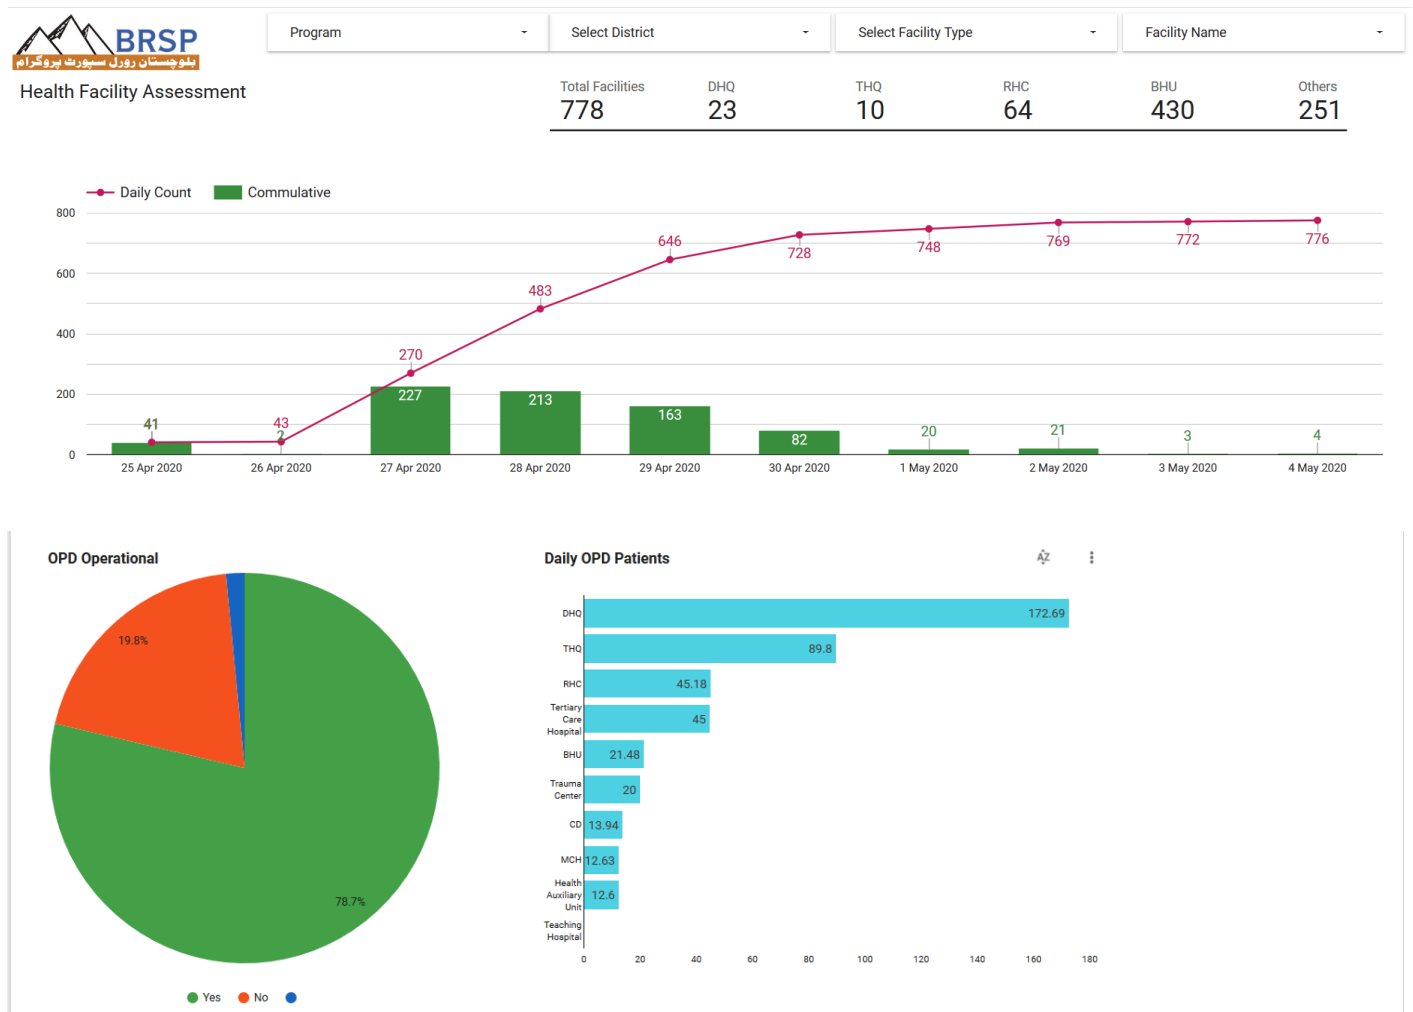 BRSP
بلوچستان رورل سپورٹ پروگرام
Program
Select District
Select Facility Type
Facility Name
Health Facility Assessment
Total Facilities
778
DHQ
23
THQ
10
RHC
64
BHU
430
Others
251
Daily Count
Commulative
800
600
400
200
0
41
43
270
483
646
728
748
769
772
776
41
2
227
213
163
82
20
21
3
4
25 Apr 2020
26 Apr 2020
27 Apr 2020
28 Apr 2020
29 Apr 2020
30 Apr 2020
1 May 2020
2 May 2020
3 May 2020
4 May 2020
OPD Operational
19.8%
78.7%
Yes
No
Daily OPD Patients
AZ
DHQ
172.69
THQ
89.8
RHC
45.18
Tertiary
Care
Hospital
45
BHU
21.48
Trauma
Center
20
CD
13.94
MCH
12.63
Health
Auxiliary
Unit
12.6
Teaching
Hospital
0
20
40
60
80
100
120
140
160
180